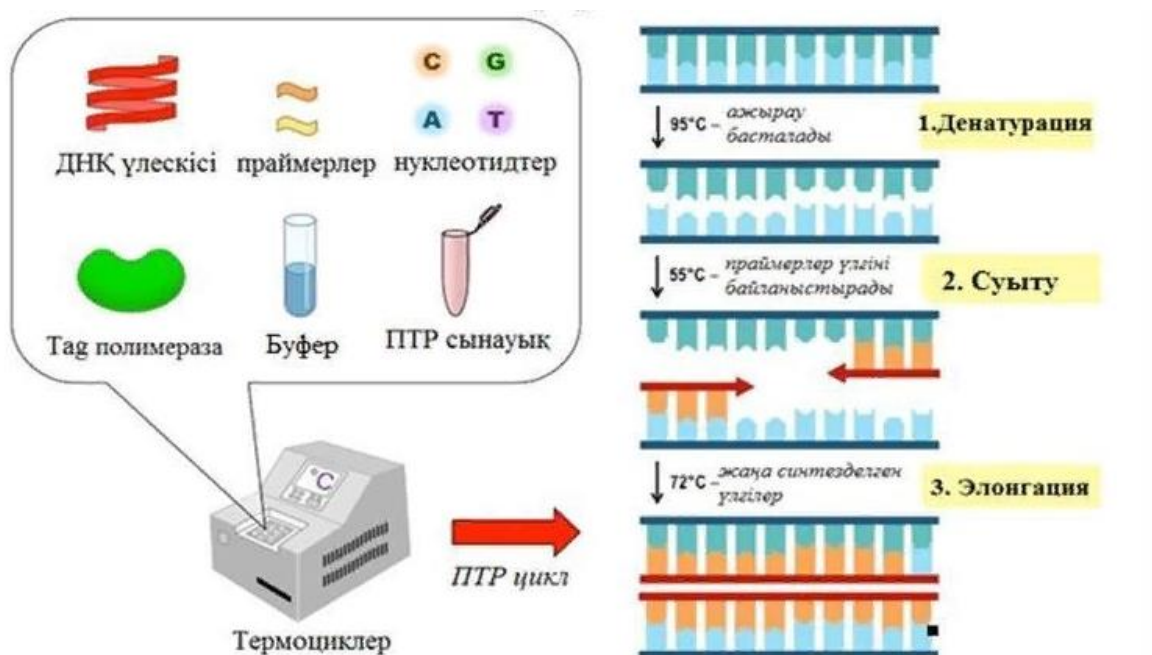 C G
A T
ДНҚ үлескісі праймерлер нуклеотидтер
Tag полимераза Буфер ПТР сынауық
°C
Термоциклер
ПТР цикл
95°C – ажырау
басталады
1.Денатурация
55°C – праймерлер үлгіні
байланыстырады
2. Суыту
72°C – жаңа синтезделген
үлгілер
3. Элонгация